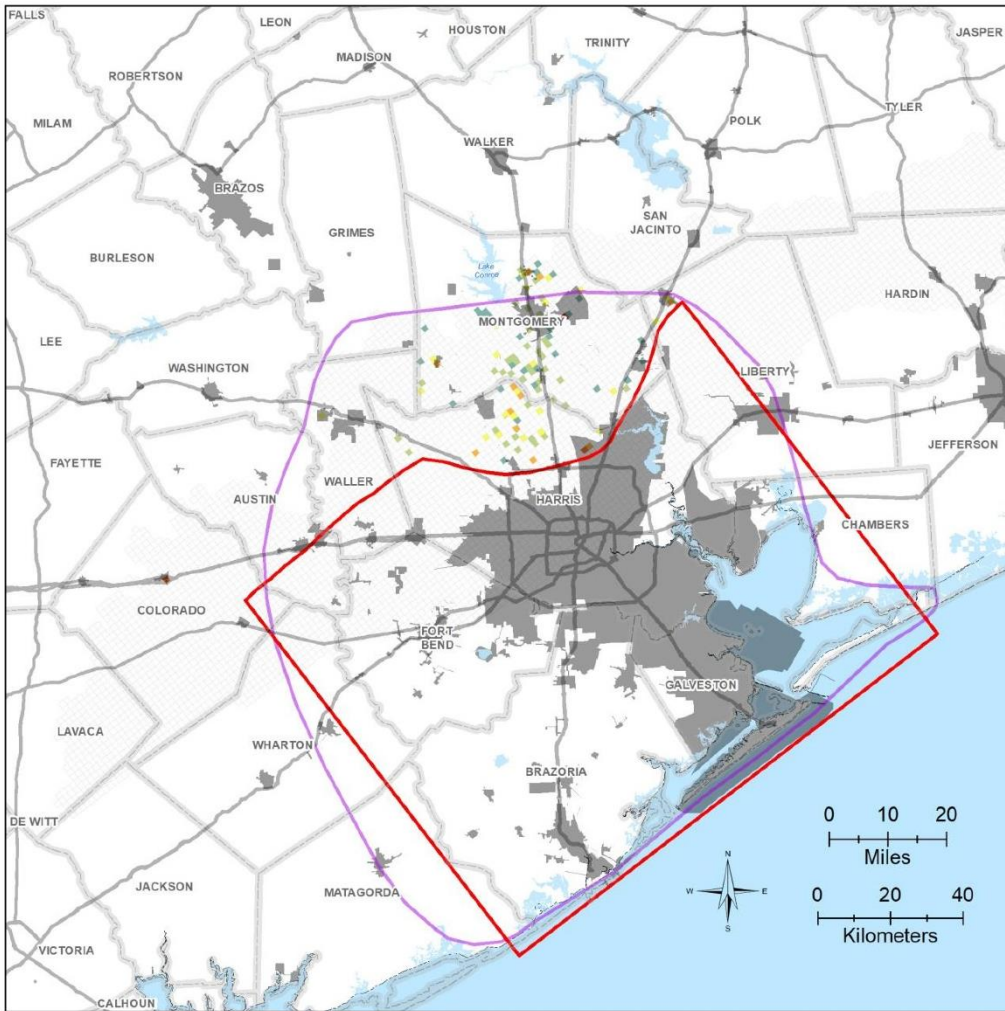 FALLS
LEON
HOUSTON
JASPER
MADISON
TRINITY
ROBERTSON
TYLER
MILAM
POLK
WALKER
BRAZOS
SAN
JACINTO
GRIMES
BURLESON
Lake
Conroe
HARDIN
MONTGOMERY
LEE
WASHINGTON
LIBERTY
JEFFERSON
FAYETTE
WALLER
AUSTIN
HARRIS
CHAMBERS
COLORADO
FORT
BEND
GALVESTON
LAVACA
WHARTON
BRAZORIA
DE WITT
0 10 20
Miles
JACKSON
MATAGORDA
N
W E
S
0 20 40
Kilometers
VICTORIA
CALHOUN